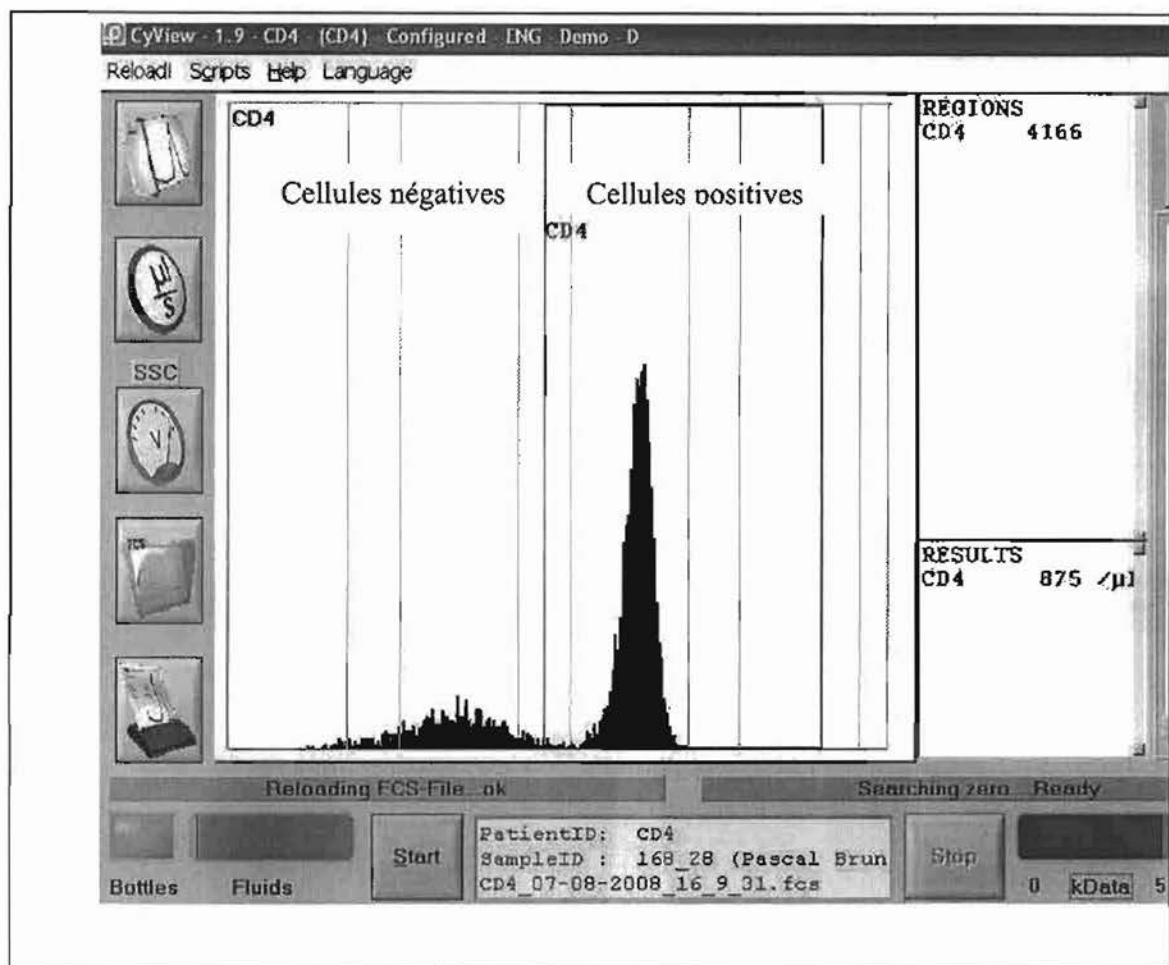 CyView - 1.9 - CD4 - (CD4) Configured - ENG - Demo - D
Reload! Scripts Help Language
CD4
Cellules négatives
Cellules positives
CD4
REGIONS
CD4 4166
SSC
RESULTS
CD4 875 /µl
Reloading FCS-File...ok
Searching zero... Ready
Bottles
Fluids
Start
PatientID: CD4
SampleID : 168_28 (Pascal Brun
CD4_07-08-2008_16_9_31.fcs
Stop
0 kData 5